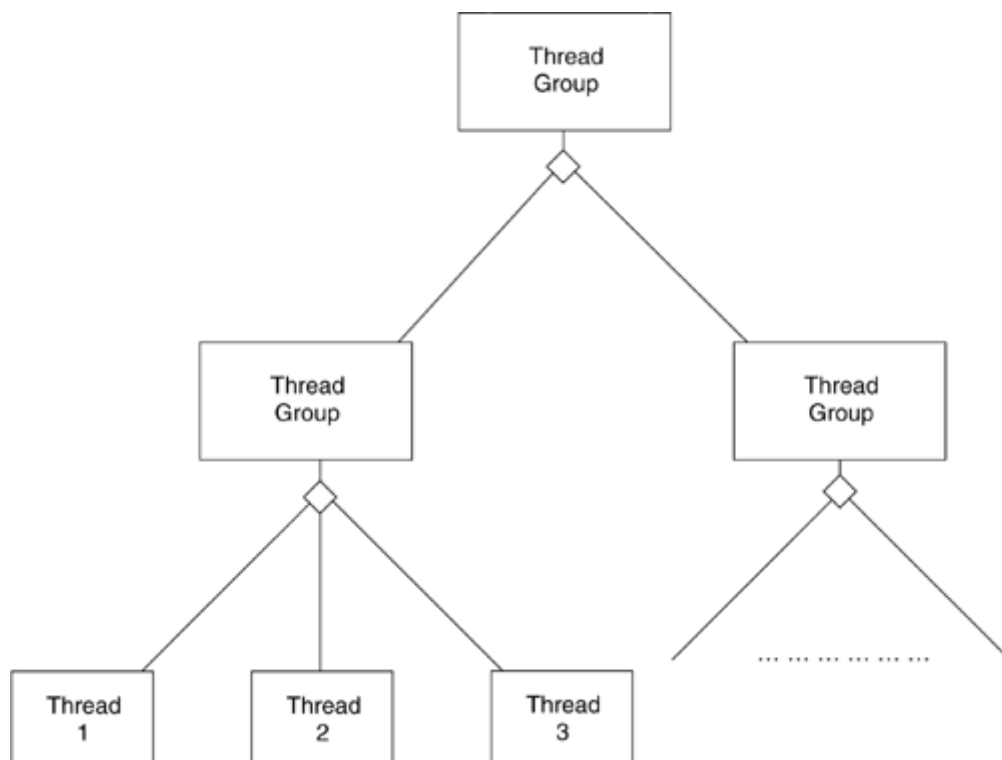 Thread
Group
Thread
Group
Thread
Group
... ... ... ... ... ...
Thread
1
Thread
2
Thread
3